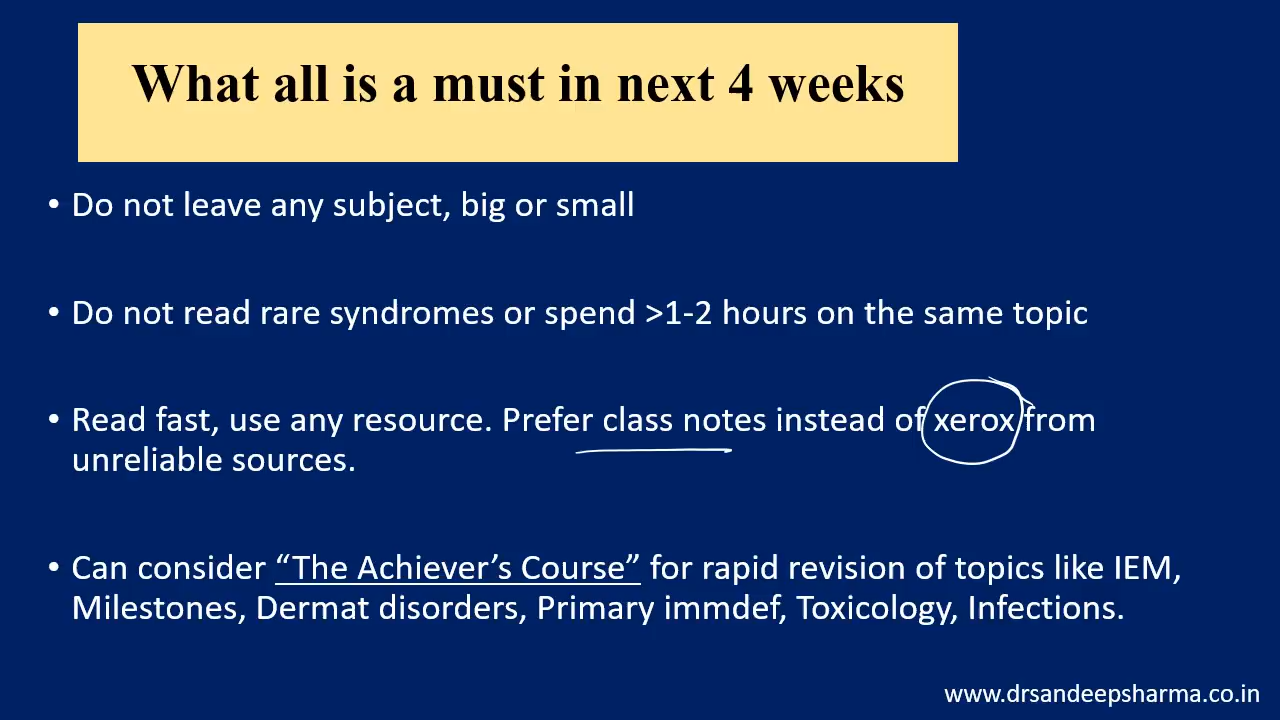 What all is a must in next 4 weeks
• Do not leave any subject, big or small
• Do not read rare syndromes or spend >1-2 hours on the same topic
• Read fast, use any resource. Prefer class notes instead of xerox from
unreliable sources.
• Can consider “The Achiever’s Course” for rapid revision of topics like IEM,
Milestones, Dermat disorders, Primary immdef, Toxicology, Infections.
www.drsandeepsharma.co.in